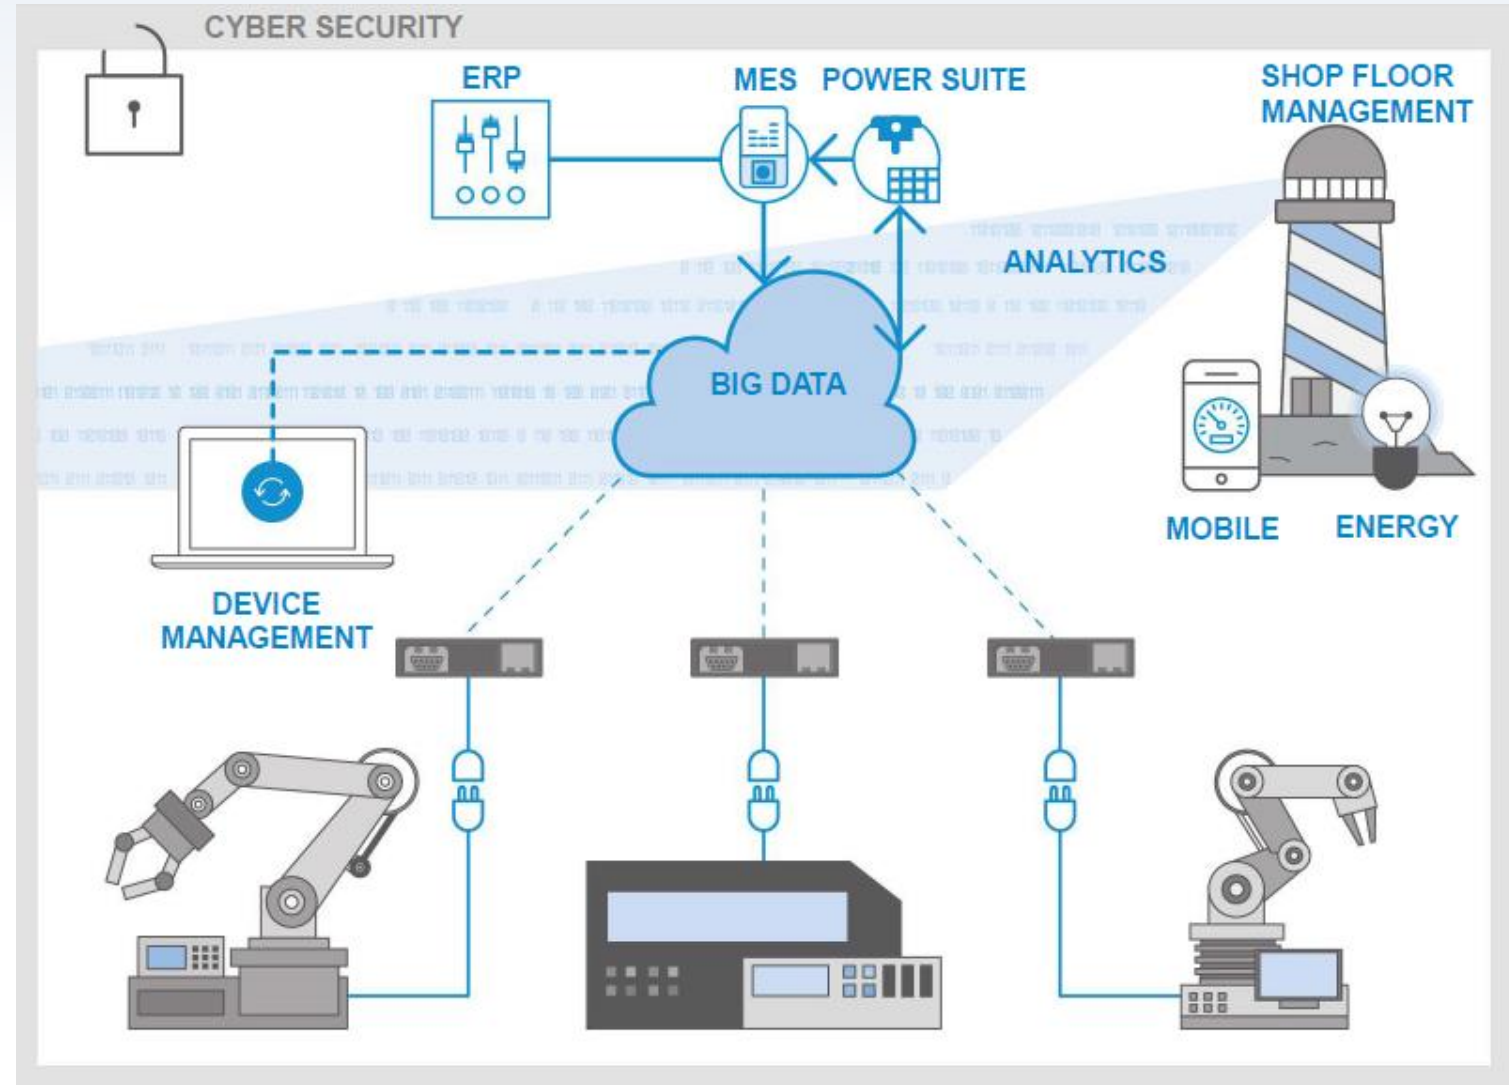 CYBER SECURITY
ERP
MES
POWER SUITE
SHOP FLOOR
MANAGEMENT
ANALYTICS
BIG DATA
MOBILE
ENERGY
DEVICE
MANAGEMENT